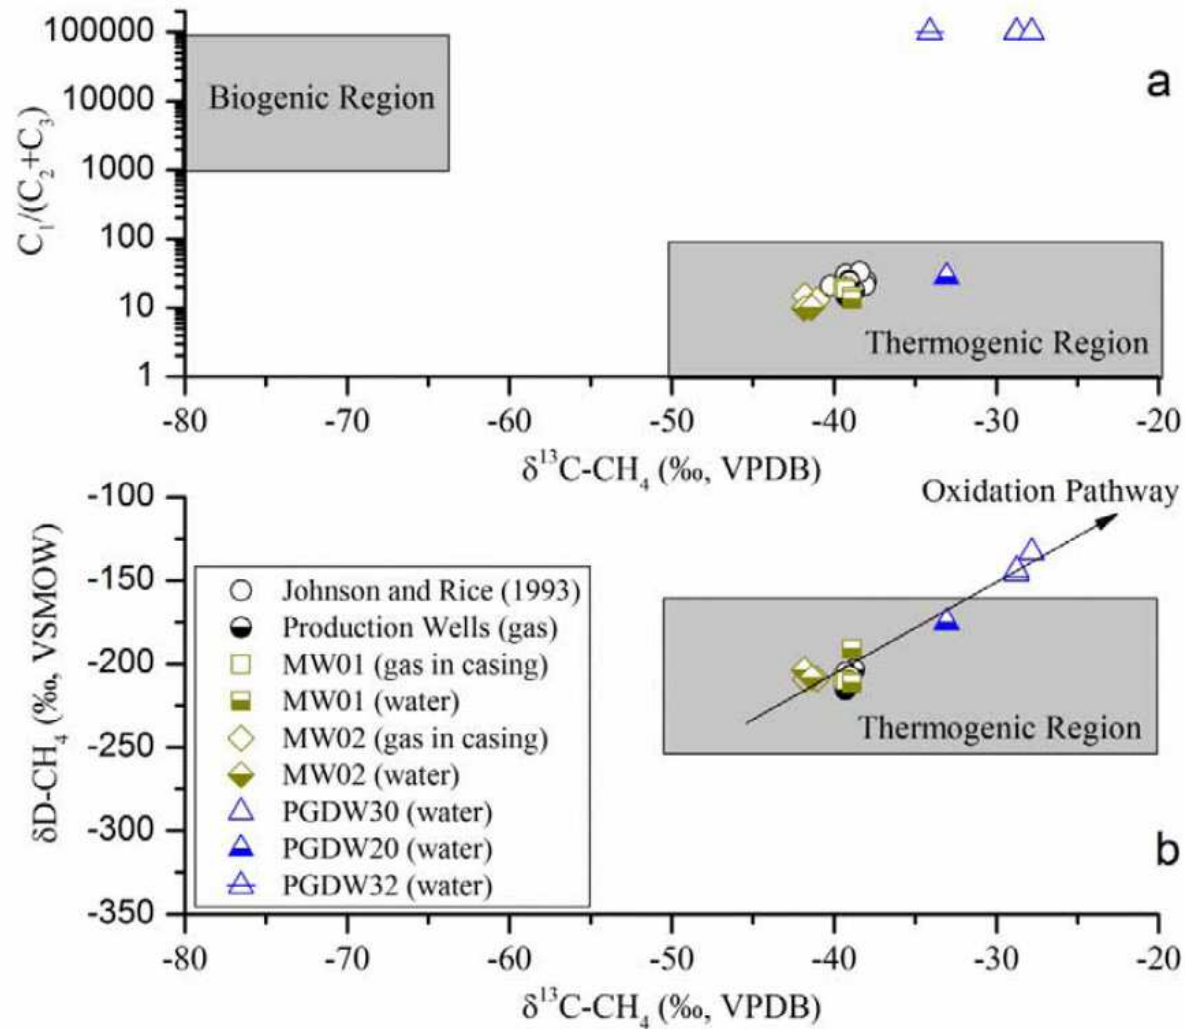 100000
10000
1000
100
10
1
C₁/(C₂+C₃)
Biogenic Region
a
Thermogenic Region
-80 -70 -60 -50 -40 -30 -20
δ¹³C-CH₄ (‰, VPDB)
-100
-150
-200
-250
-300
-350
δD-CH₄ (‰, VSMOW)
Oxidation Pathway
Johnson and Rice (1993)
Production Wells (gas)
MW01 (gas in casing)
MW01 (water)
MW02 (gas in casing)
MW02 (water)
PGDW30 (water)
PGDW20 (water)
PGDW32 (water)
Thermogenic Region
b
-80 -70 -60 -50 -40 -30 -20
δ¹³C-CH₄ (‰, VPDB)